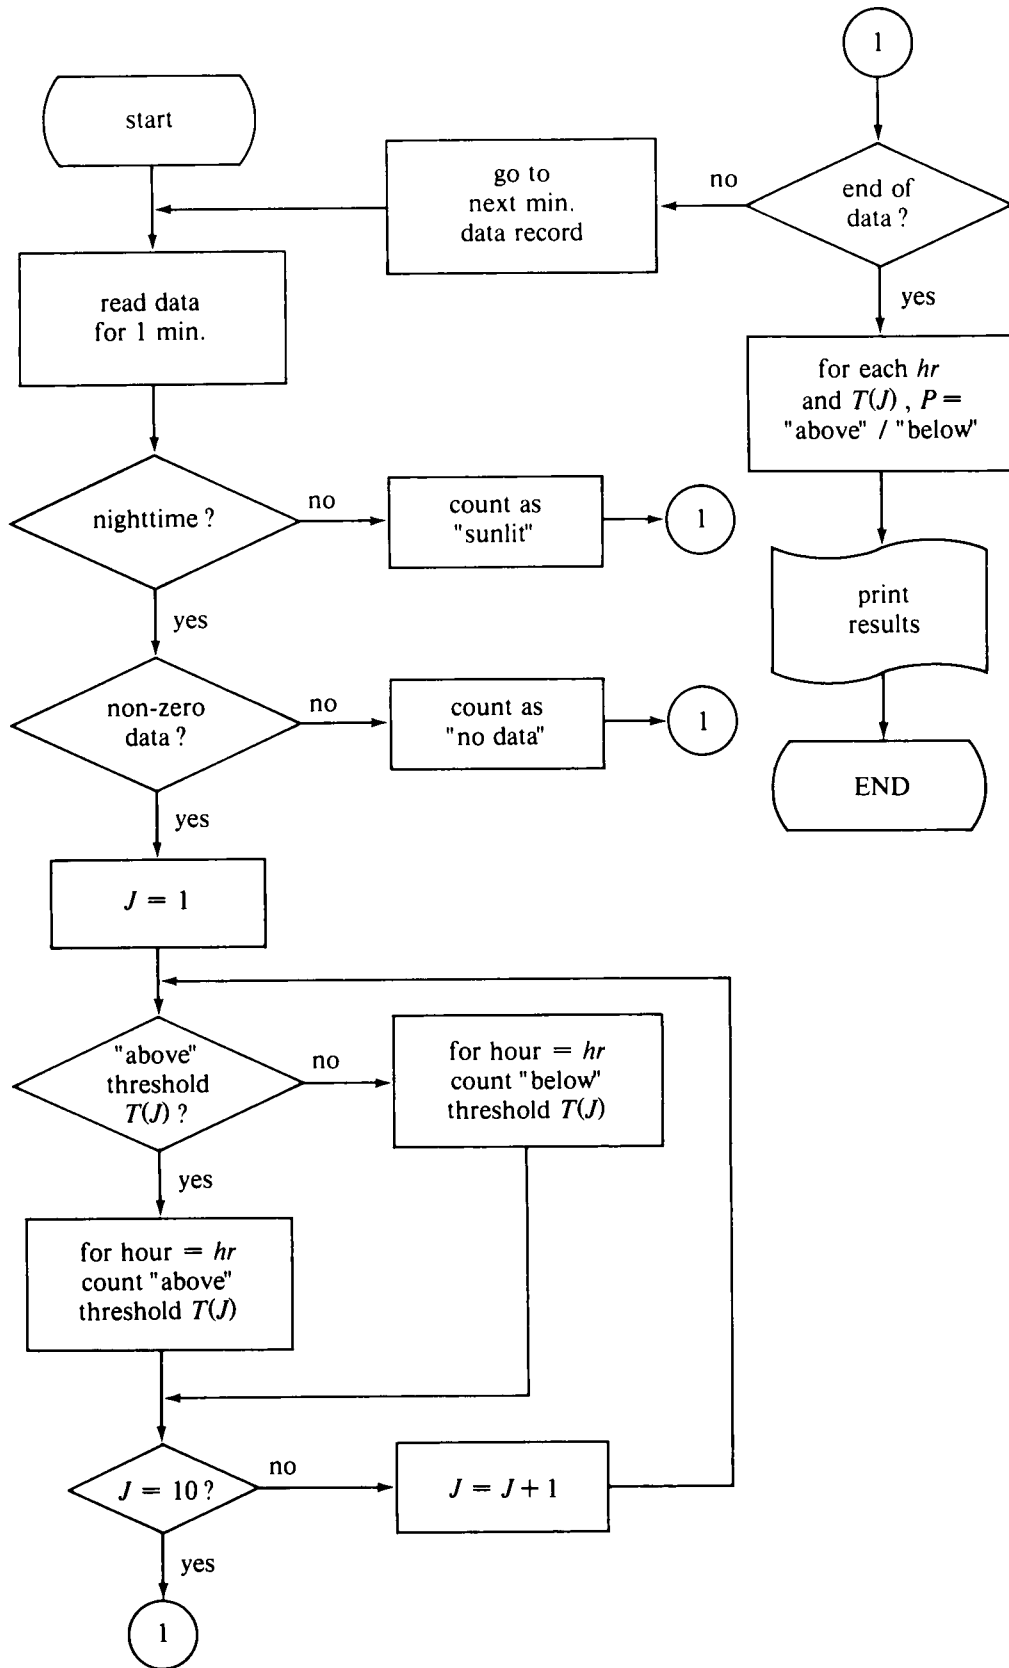 start
read data
for 1 min.
nighttime?
no
count as
"sunlit"
1
yes
non-zero
data?
no
count as
"no data"
1
yes
J = 1
"above"
threshold
T(J)?
no
for hour = hr
count "below"
threshold T(J)
yes
for hour = hr
count "above"
threshold T(J)
J = 10?
no
J = J+1
yes
1
1
end of
data?
no
go to
next min.
data record
yes
for each hr
and T(J), P =
"above" / "below"
print
results
END